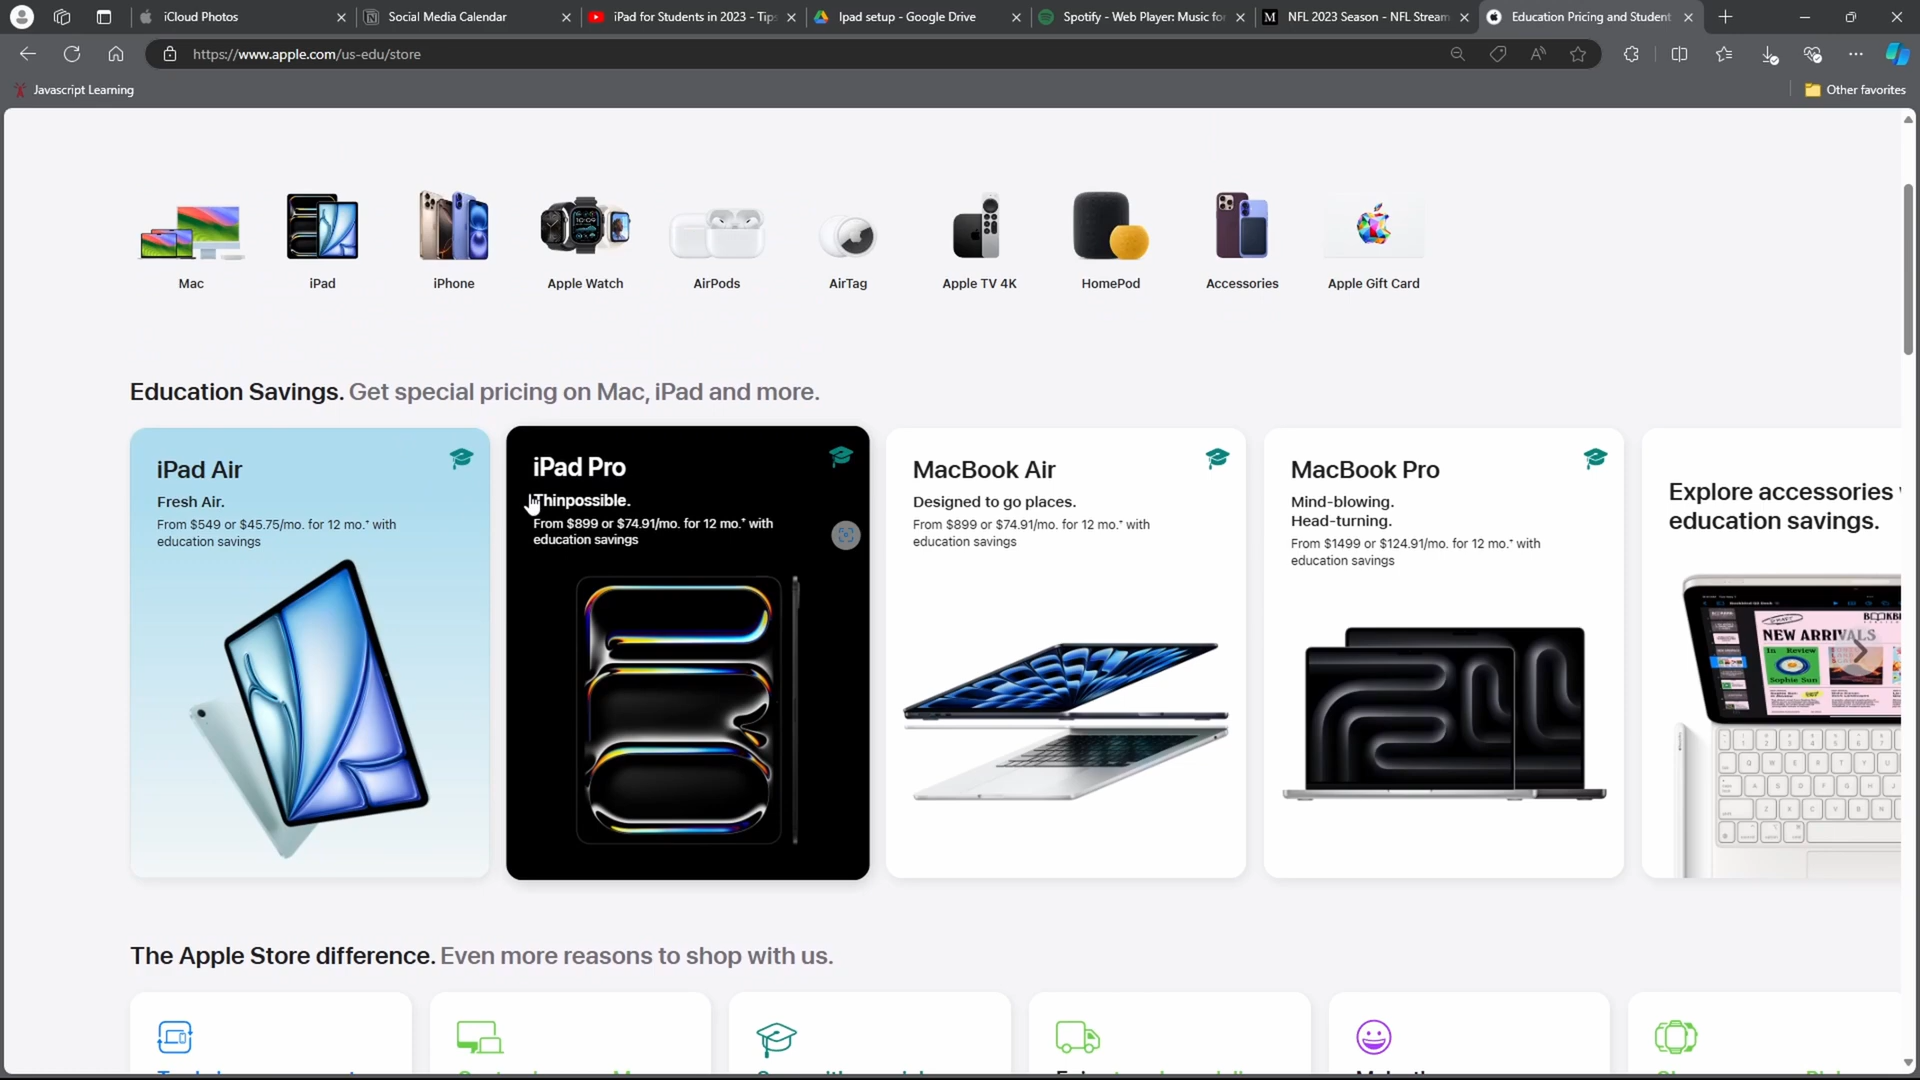 iCloud Photos
Social Media Calendar
iPad for Students in 2023 - Tips
Ipad setup - Google Drive
Spotify - Web Player: Music for
NFL 2023 Season - NFL Stream
Education Pricing and Student
https://www.apple.com/us-edu/store
Javascript Learning
Other favorites
Mac
iPad
iPhone
Apple Watch
AirPods
AirTag
Apple TV 4K
HomePod
Accessories
Apple Gift Card
Education Savings. Get special pricing on Mac, iPad and more.
iPad Air
Fresh Air.
From $549 or $45.75/mo. for 12 mo.* with
education savings
iPad Pro
Thinpossible.
From $899 or $74.91/mo. for 12 mo.* with
education savings
MacBook Air
Designed to go places.
From $899 or $74.91/mo. for 12 mo.* with
education savings
MacBook Pro
Mind-blowing.
Head-turning.
From $1499 or $124.91/mo. for 12 mo.* with
education savings
Explore accessories
education savings.
NEW ARRIVALS
In Review
Sophie Sun
The Apple Store difference. Even more reasons to shop with us.